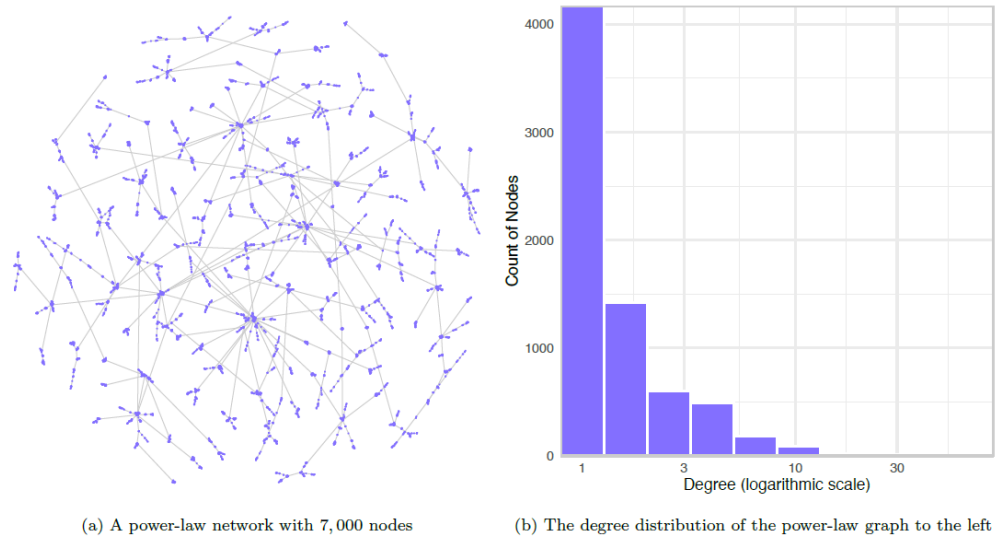 4000
3000
2000
1000
0
Count of Nodes
1 3 10 30
Degree (logarithmic scale)
(a) A power-law network with 7,000 nodes
(b) The degree distribution of the power-law graph to the left